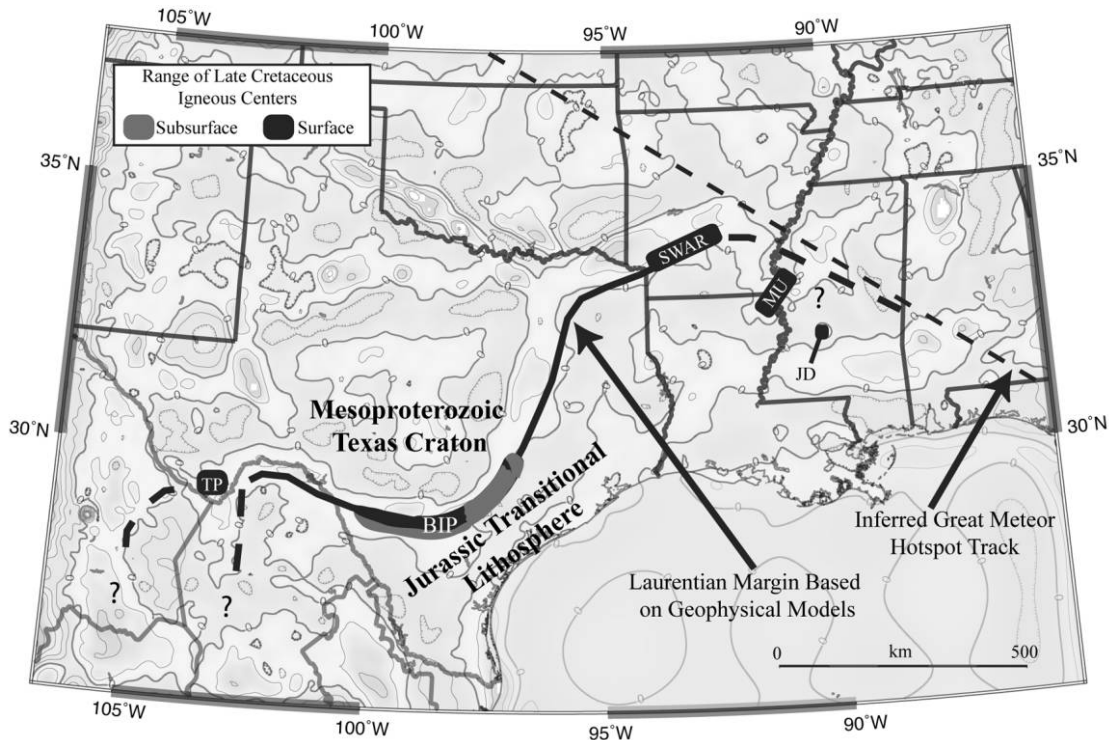 105°W
100°W
95°W
90°W
Range of Late Cretaceous
Igneous Centers
Subsurface
Surface
35°N
35°N
SWAR
MU
?
JD
Mesoproterozoic
Texas Craton
30°N
30°N
TP
BIP
Jurassic Transitional
Lithosphere
Inferred Great Meteor
Hotspot Track
Laurentian Margin Based
on Geophysical Models
?
?
0 km 500
105°W
100°W
95°W
90°W